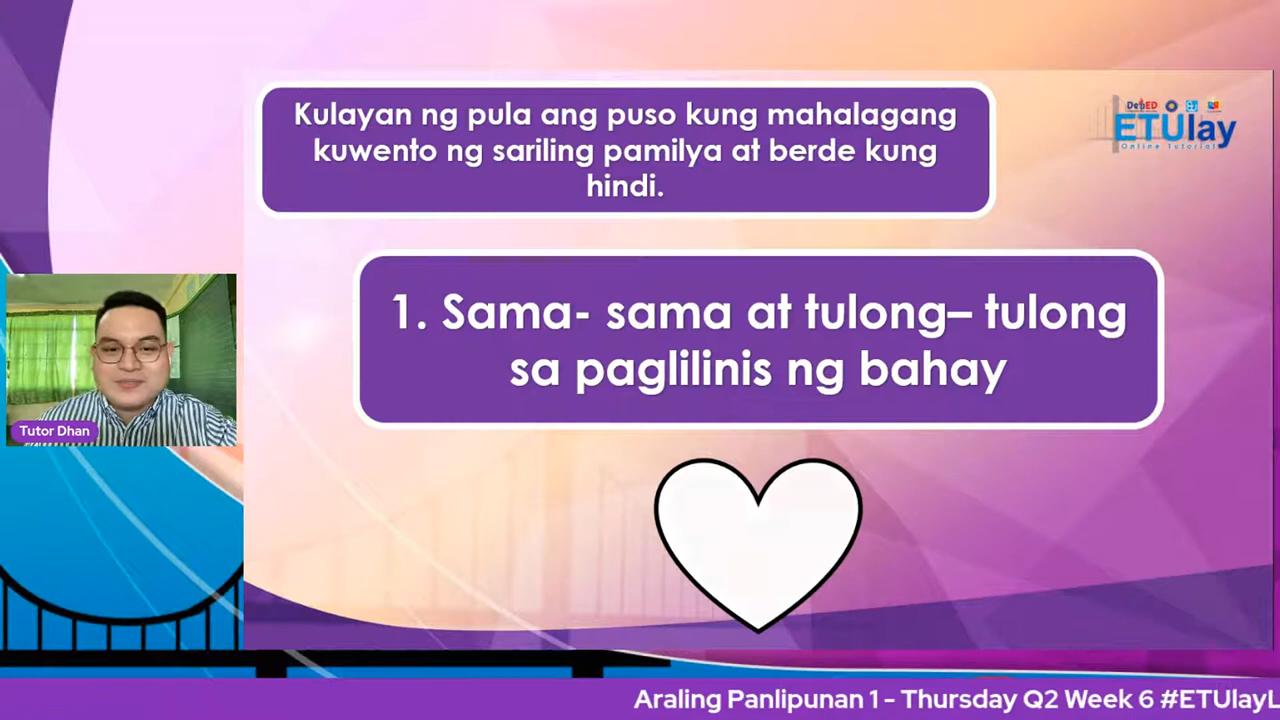 Kulayan ng pula ang puso kung mahalagang
kuwento ng sariling pamilya at berde kung
hindi.
DepED
ETUlay
Online Tutorial
1. Sama- sama at tulong– tulong
sa paglilinis ng bahay
Tutor Dhan
Araling Panlipunan 1 - Thursday Q2 Week 6 #ETUlayL